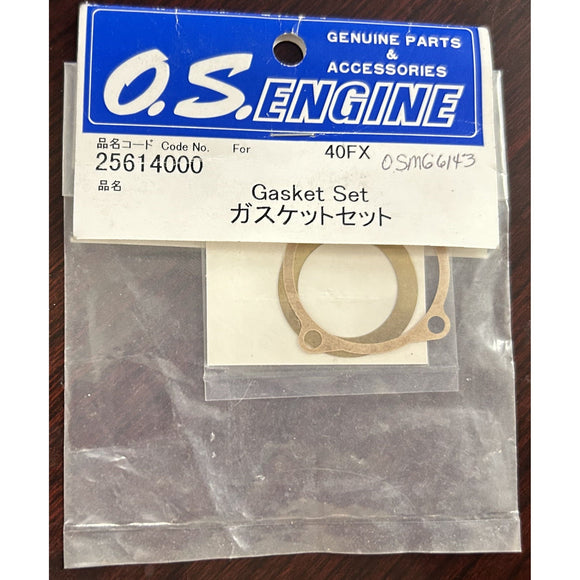 O.S.ENGINE
GENUINE PARTS
&
ACCESSORIES
品名コード Code No. For 40FX OSMG6143
25614000
品名
Gasket Set
ガスケットセット